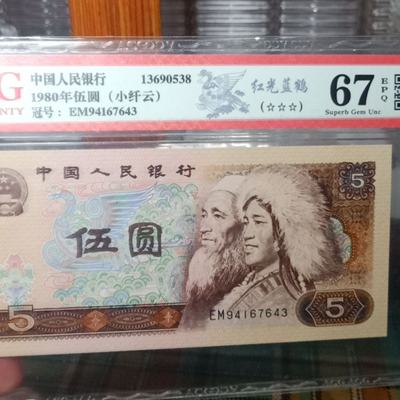 G
NTY
中国人民银行
13690538
1980年伍圆（小纤云）
冠号： EM94167643
红光蓝鹤
(☆☆☆)
67
EPQ
Superb Gem Unc
中国人民银行
5
伍圆
EM94167643
5
5